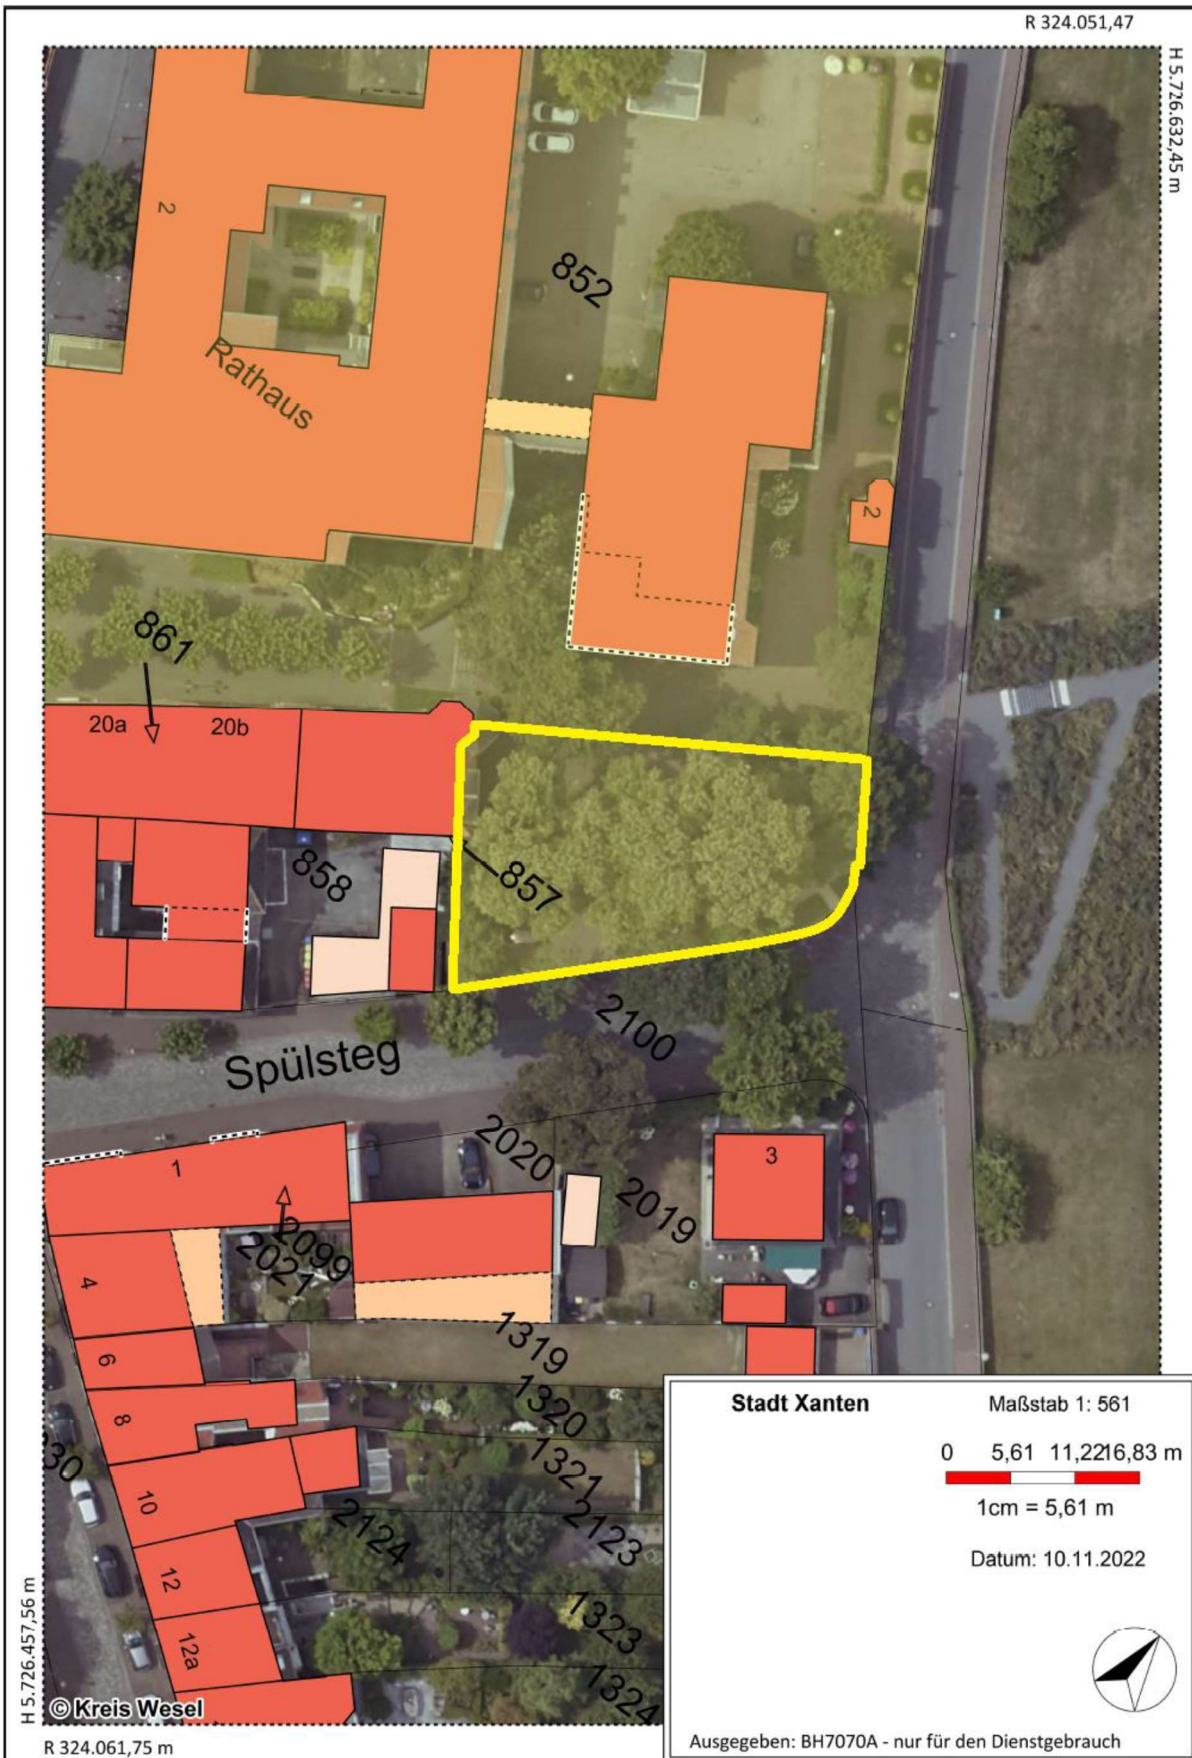 R 324.051,47
H 5.726.632,45 m
2
852
Rathaus
2
861
20a
20b
858
857
2100
Spülsteg
2020
3
1
2019
2099
2021
4
1319
6
1320
8
1321
30
10
2124
2123
12
1323
12a
1324
H 5.726.457,56 m
© Kreis Wesel
R 324.061,75 m
Stadt Xanten
Maßstab 1: 561
0 5,61 11,22 16,83 m
1cm = 5,61 m
Datum: 10.11.2022
Ausgegeben: BH7070A - nur für den Dienstgebrauch